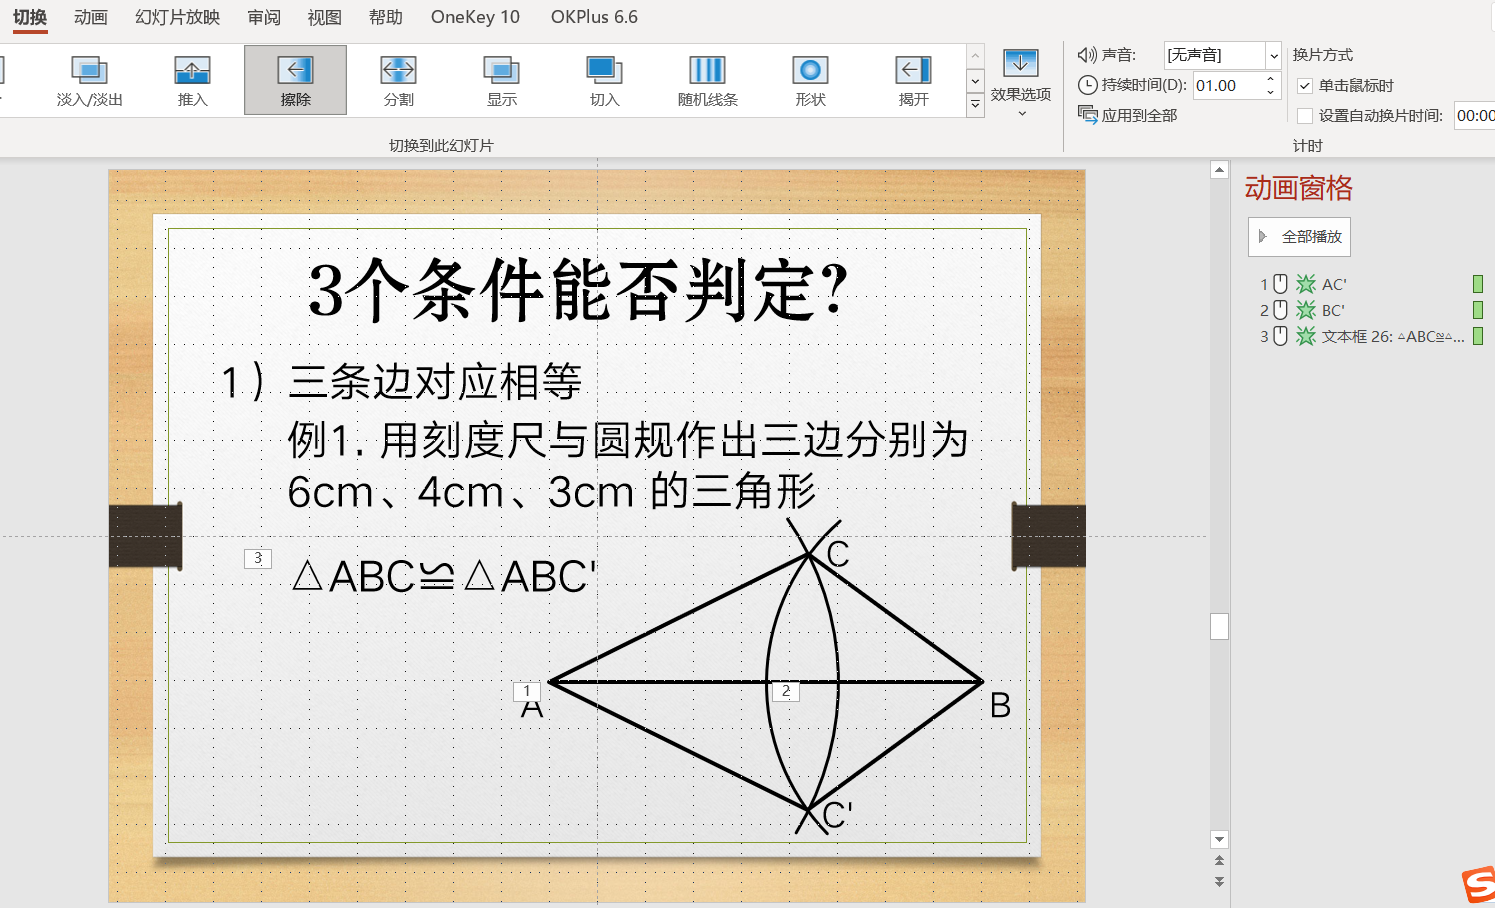 切换 动画 幻灯片放映 审阅 视图 帮助 OneKey 10 OKPlus 6.6
淡入/淡出 推入 擦除 分割 显示 切入 随机线条 形状 揭开 效果选项
切换到此幻灯片
声音: [无声音] 换片方式
持续时间(D): 01.00 单击鼠标时
应用到全部 设置自动换片时间: 00:00
计时
3个条件能否判定?
1）三条边对应相等
例1. 用刻度尺与圆规作出三边分别为
6cm、4cm、3cm 的三角形
3
△ABC≌△ABC'
C
1
2
A
B
C'
动画窗格
全部播放
1 AC'
2 BC'
3 文本框 26: △ABC≌△...